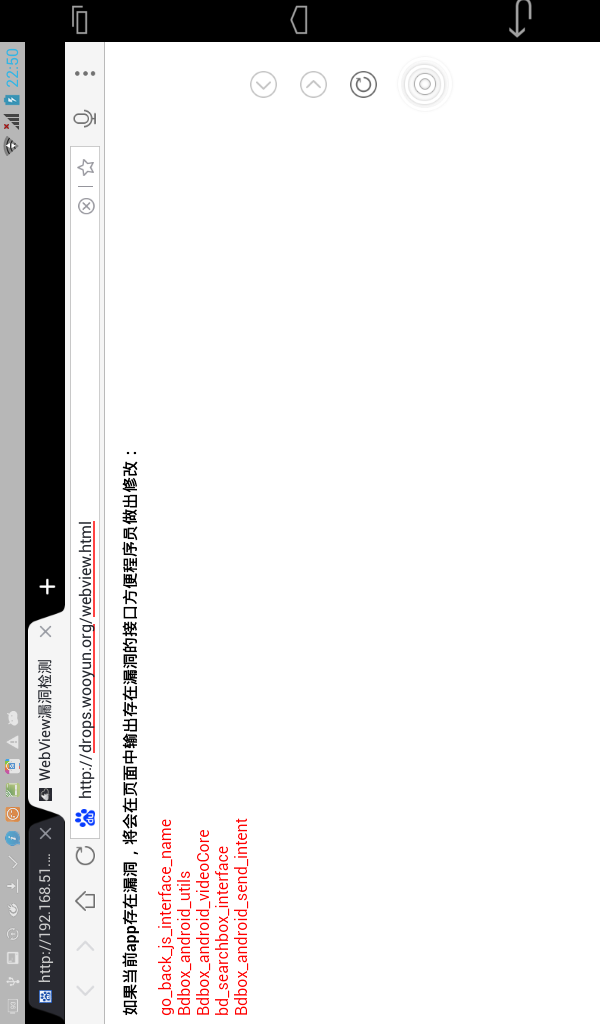 22:50
http://192.168.51....
WebView漏洞检测
http://drops.wooyun.org/webview.html
如果当前app存在漏洞，将会在页面中输出存在漏洞的接口方便程序员做出修改：
go_back_js_interface_name
Bdbox_android_utils
Bdbox_android_videoCore
bd_searchbox_interface
Bdbox_android_send_intent